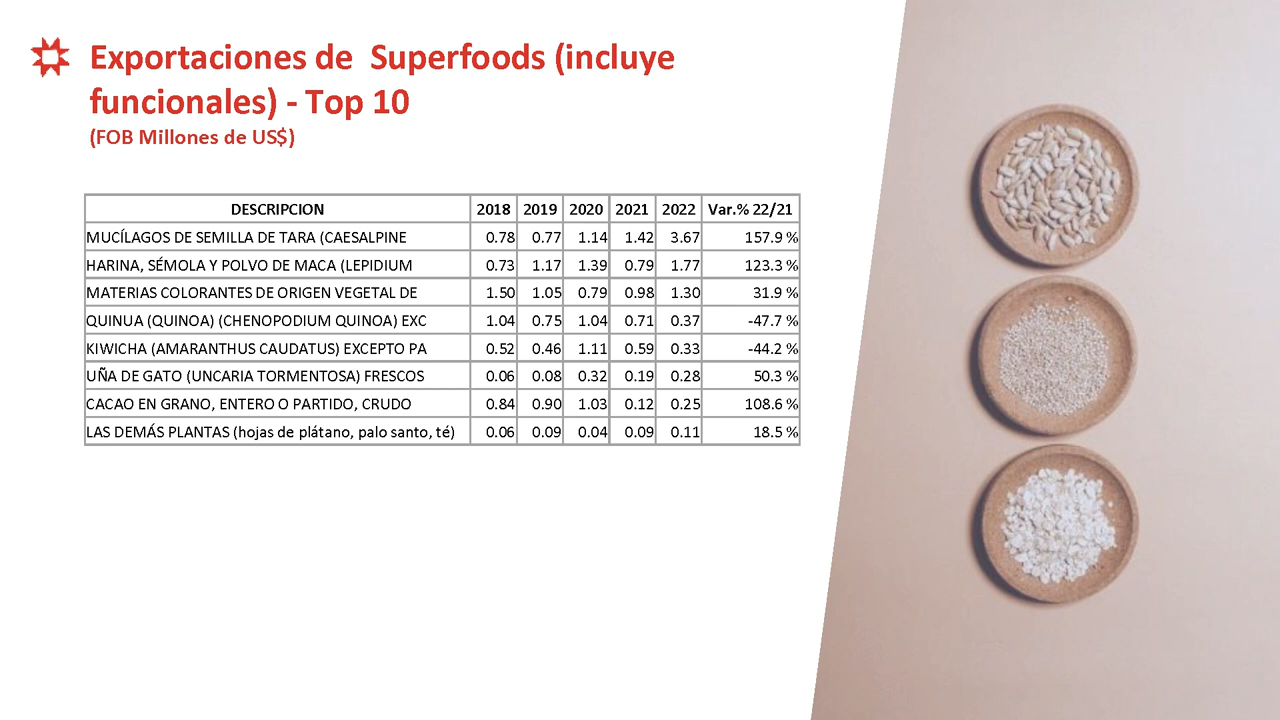 Exportaciones de Superfoods (incluye
funcionales) - Top 10
(FOB Millones de US$)
DESCRIPCION 2018 2019 2020 2021 2022 Var.% 22/21
MUCÍLAGOS DE SEMILLA DE TARA (CAESALPINE 0.78 0.77 1.14 1.42 3.67 157.9 %
HARINA, SÉMOLA Y POLVO DE MACA (LEPIDIUM 0.73 1.17 1.39 0.79 1.77 123.3 %
MATERIAS COLORANTES DE ORIGEN VEGETAL DE 1.50 1.05 0.79 0.98 1.30 31.9 %
QUINUA (QUINOA) (CHENOPODIUM QUINOA) EXC 1.04 0.75 1.04 0.71 0.37 -47.7 %
KIWICHA (AMARANTHUS CAUDATUS) EXCEPTO PA 0.52 0.46 1.11 0.59 0.33 -44.2 %
UÑA DE GATO (UNCARIA TORMENTOSA) FRESCOS 0.06 0.08 0.32 0.19 0.28 50.3 %
CACAO EN GRANO, ENTERO O PARTIDO, CRUDO 0.84 0.90 1.03 0.12 0.25 108.6 %
LAS DEMÁS PLANTAS (hojas de plátano, palo santo, té) 0.06 0.09 0.04 0.09 0.11 18.5 %